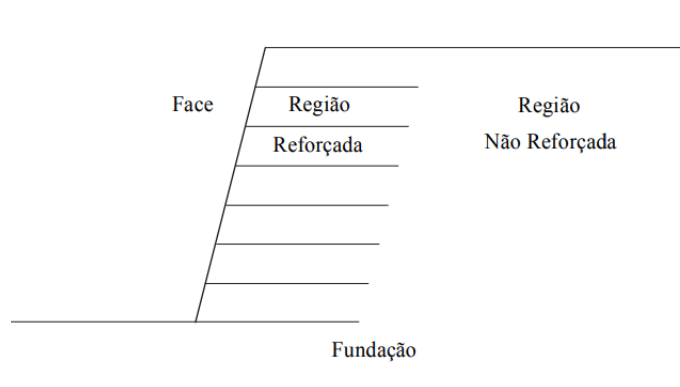 Face
Região
Reforçada
Região
Não Reforçada
Fundação